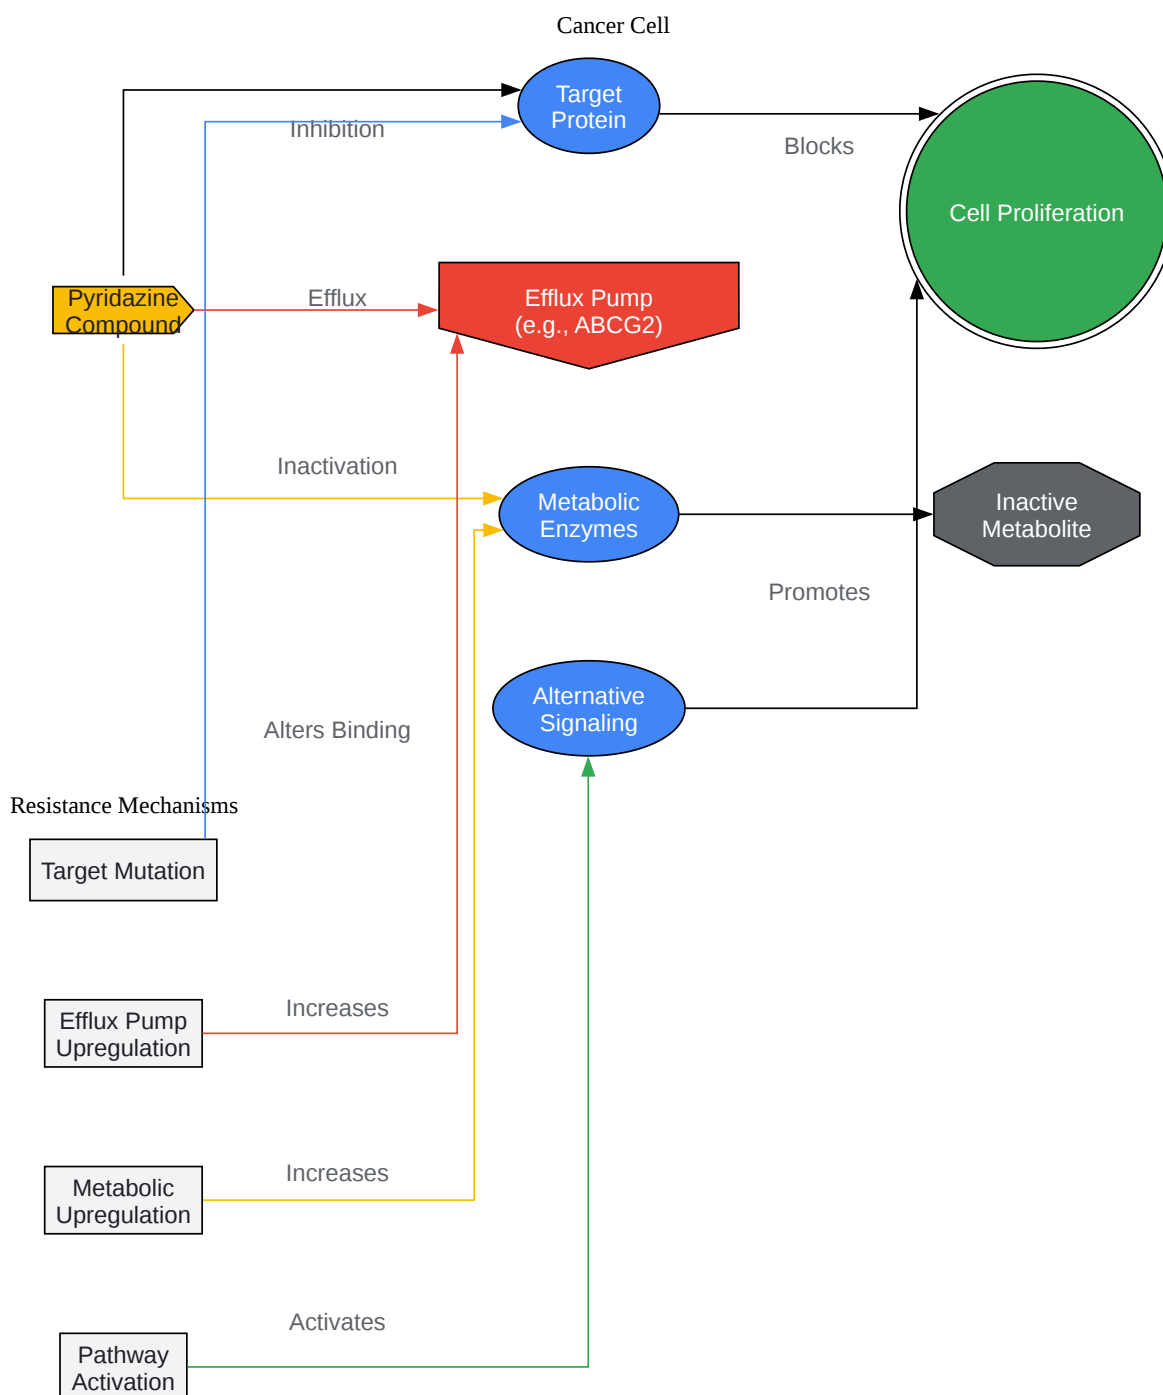 Cancer Cell
Target
Protein
Inhibition
Blocks
Cell Proliferation
Pyridazine
Compound
Efflux
Efflux Pump
(e.g., ABCG2)
Inactivation
Metabolic
Enzymes
Inactive
Metabolite
Promotes
Alternative
Signaling
Alters Binding
Resistance Mechanisms
Target Mutation
Efflux Pump
Upregulation
Increases
Metabolic
Upregulation
Increases
Activates
Pathway
Activation